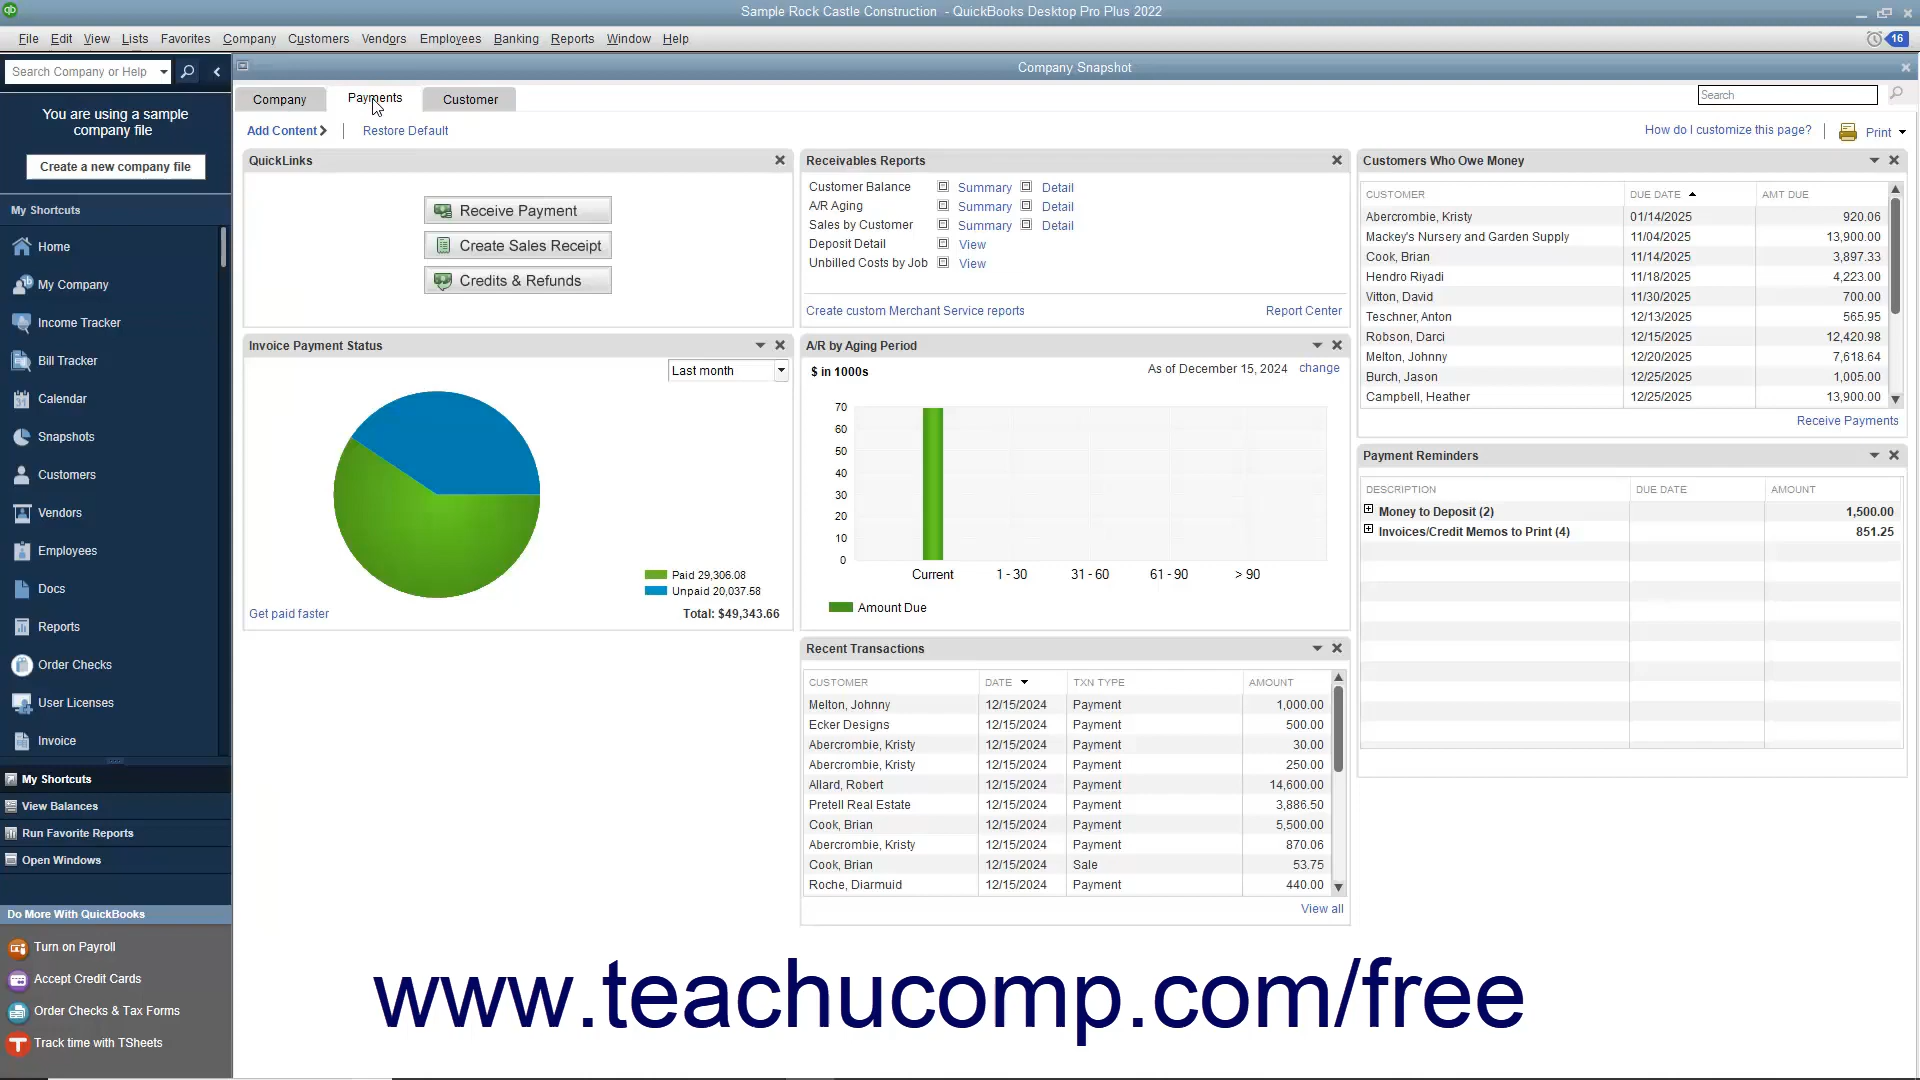 Sample Rock Castle Construction - QuickBooks Desktop Pro Plus 2022
File Edit View Lists Favorites Company Customers Vendors Employees Banking Reports Window Help
16
Search Company or Help
Company Snapshot
You are using a sample
company file
Create a new company file
My Shortcuts
Home
My Company
Income Tracker
Bill Tracker
Calendar
Snapshots
Customers
Vendors
Employees
Docs
Reports
Order Checks
User Licenses
Invoice
My Shortcuts
View Balances
Run Favorite Reports
Open Windows
Do More With QuickBooks
Turn on Payroll
Accept Credit Cards
Order Checks & Tax Forms
Track time with TSheets
Company Payments Customer
Search
Add Content Restore Default
How do I customize this page? Print
QuickLinks
Receive Payment
Create Sales Receipt
Credits & Refunds
Receivables Reports
Customer Balance Summary Detail
A/R Aging Summary Detail
Sales by Customer Summary Detail
Deposit Detail View
Unbilled Costs by Job View
Create custom Merchant Service reports Report Center
Customers Who Owe Money
CUSTOMER DUE DATE AMT DUE
Abercrombie, Kristy 01/14/2025 920.06
Mackey's Nursery and Garden Supply 11/04/2025 13,900.00
Cook, Brian 11/14/2025 3,897.33
Hendro Riyadi 11/18/2025 4,223.00
Vitton, David 11/30/2025 700.00
Teschner, Anton 12/13/2025 565.95
Robson, Darci 12/15/2025 12,420.98
Melton, Johnny 12/20/2025 7,618.64
Burch, Jason 12/25/2025 1,005.00
Campbell, Heather 12/25/2025 13,900.00
Receive Payments
Invoice Payment Status
Last month
Paid 29,306.08
Unpaid 20,037.58
Get paid faster Total: $49,343.66
A/R by Aging Period
$ in 1000s As of December 15, 2024 change
70
60
50
40
30
20
10
0
Current 1 - 30 31 - 60 61 - 90 > 90
Amount Due
Payment Reminders
DESCRIPTION DUE DATE AMOUNT
Money to Deposit (2) 1,500.00
Invoices/Credit Memos to Print (4) 851.25
Recent Transactions
CUSTOMER DATE TXN TYPE AMOUNT
Melton, Johnny 12/15/2024 Payment 1,000.00
Ecker Designs 12/15/2024 Payment 500.00
Abercrombie, Kristy 12/15/2024 Payment 30.00
Abercrombie, Kristy 12/15/2024 Payment 250.00
Allard, Robert 12/15/2024 Payment 14,600.00
Pretell Real Estate 12/15/2024 Payment 3,886.50
Cook, Brian 12/15/2024 Payment 5,500.00
Abercrombie, Kristy 12/15/2024 Payment 870.06
Cook, Brian 12/15/2024 Sale 53.75
Roche, Diarmuid 12/15/2024 Payment 440.00
View all
www.teachucomp.com/free